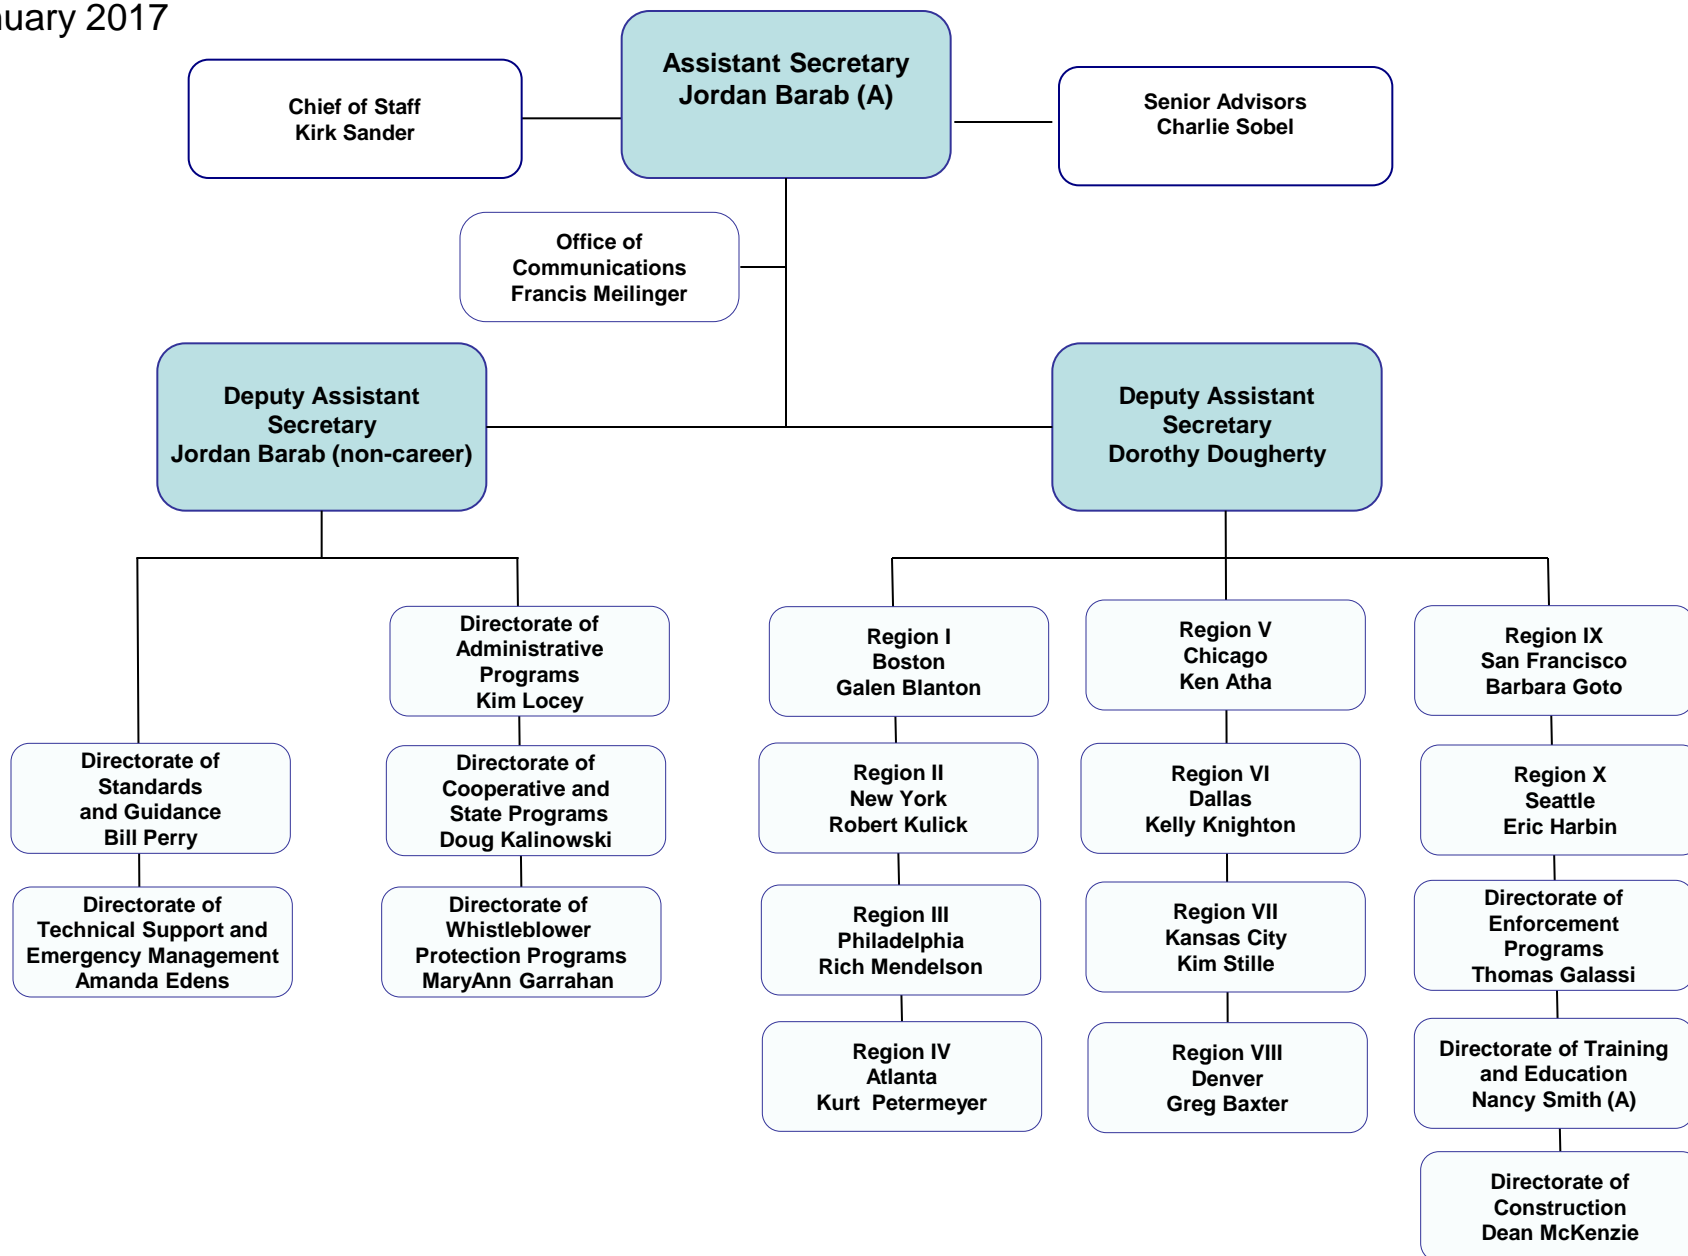 nuary 2017
Assistant Secretary
Jordan Barab (A)
Chief of Staff
Kirk Sander
Senior Advisors
Charlie Sobel
Office of
Communications
Francis Meilinger
Deputy Assistant
Secretary
Jordan Barab (non-career)
Deputy Assistant
Secretary
Dorothy Dougherty
Directorate of
Administrative
Programs
Kim Locey
Directorate of
Standards
and Guidance
Bill Perry
Directorate of
Cooperative and
State Programs
Doug Kalinowski
Directorate of
Technical Support and
Emergency Management
Amanda Edens
Directorate of
Whistleblower
Protection Programs
MaryAnn Garrahan
Region I
Boston
Galen Blanton
Region II
New York
Robert Kulick
Region III
Philadelphia
Rich Mendelson
Region IV
Atlanta
Kurt  Petermeyer
Region V
Chicago
Ken Atha
Region VI
Dallas
Kelly Knighton
Region VII
Kansas City
Kim Stille
Region VIII
Denver
Greg Baxter
Region IX
San Francisco
Barbara Goto
Region X
Seattle
Eric Harbin
Directorate of
Enforcement
Programs
Thomas Galassi
Directorate of Training
and Education
Nancy Smith (A)
Directorate of
Construction
Dean McKenzie